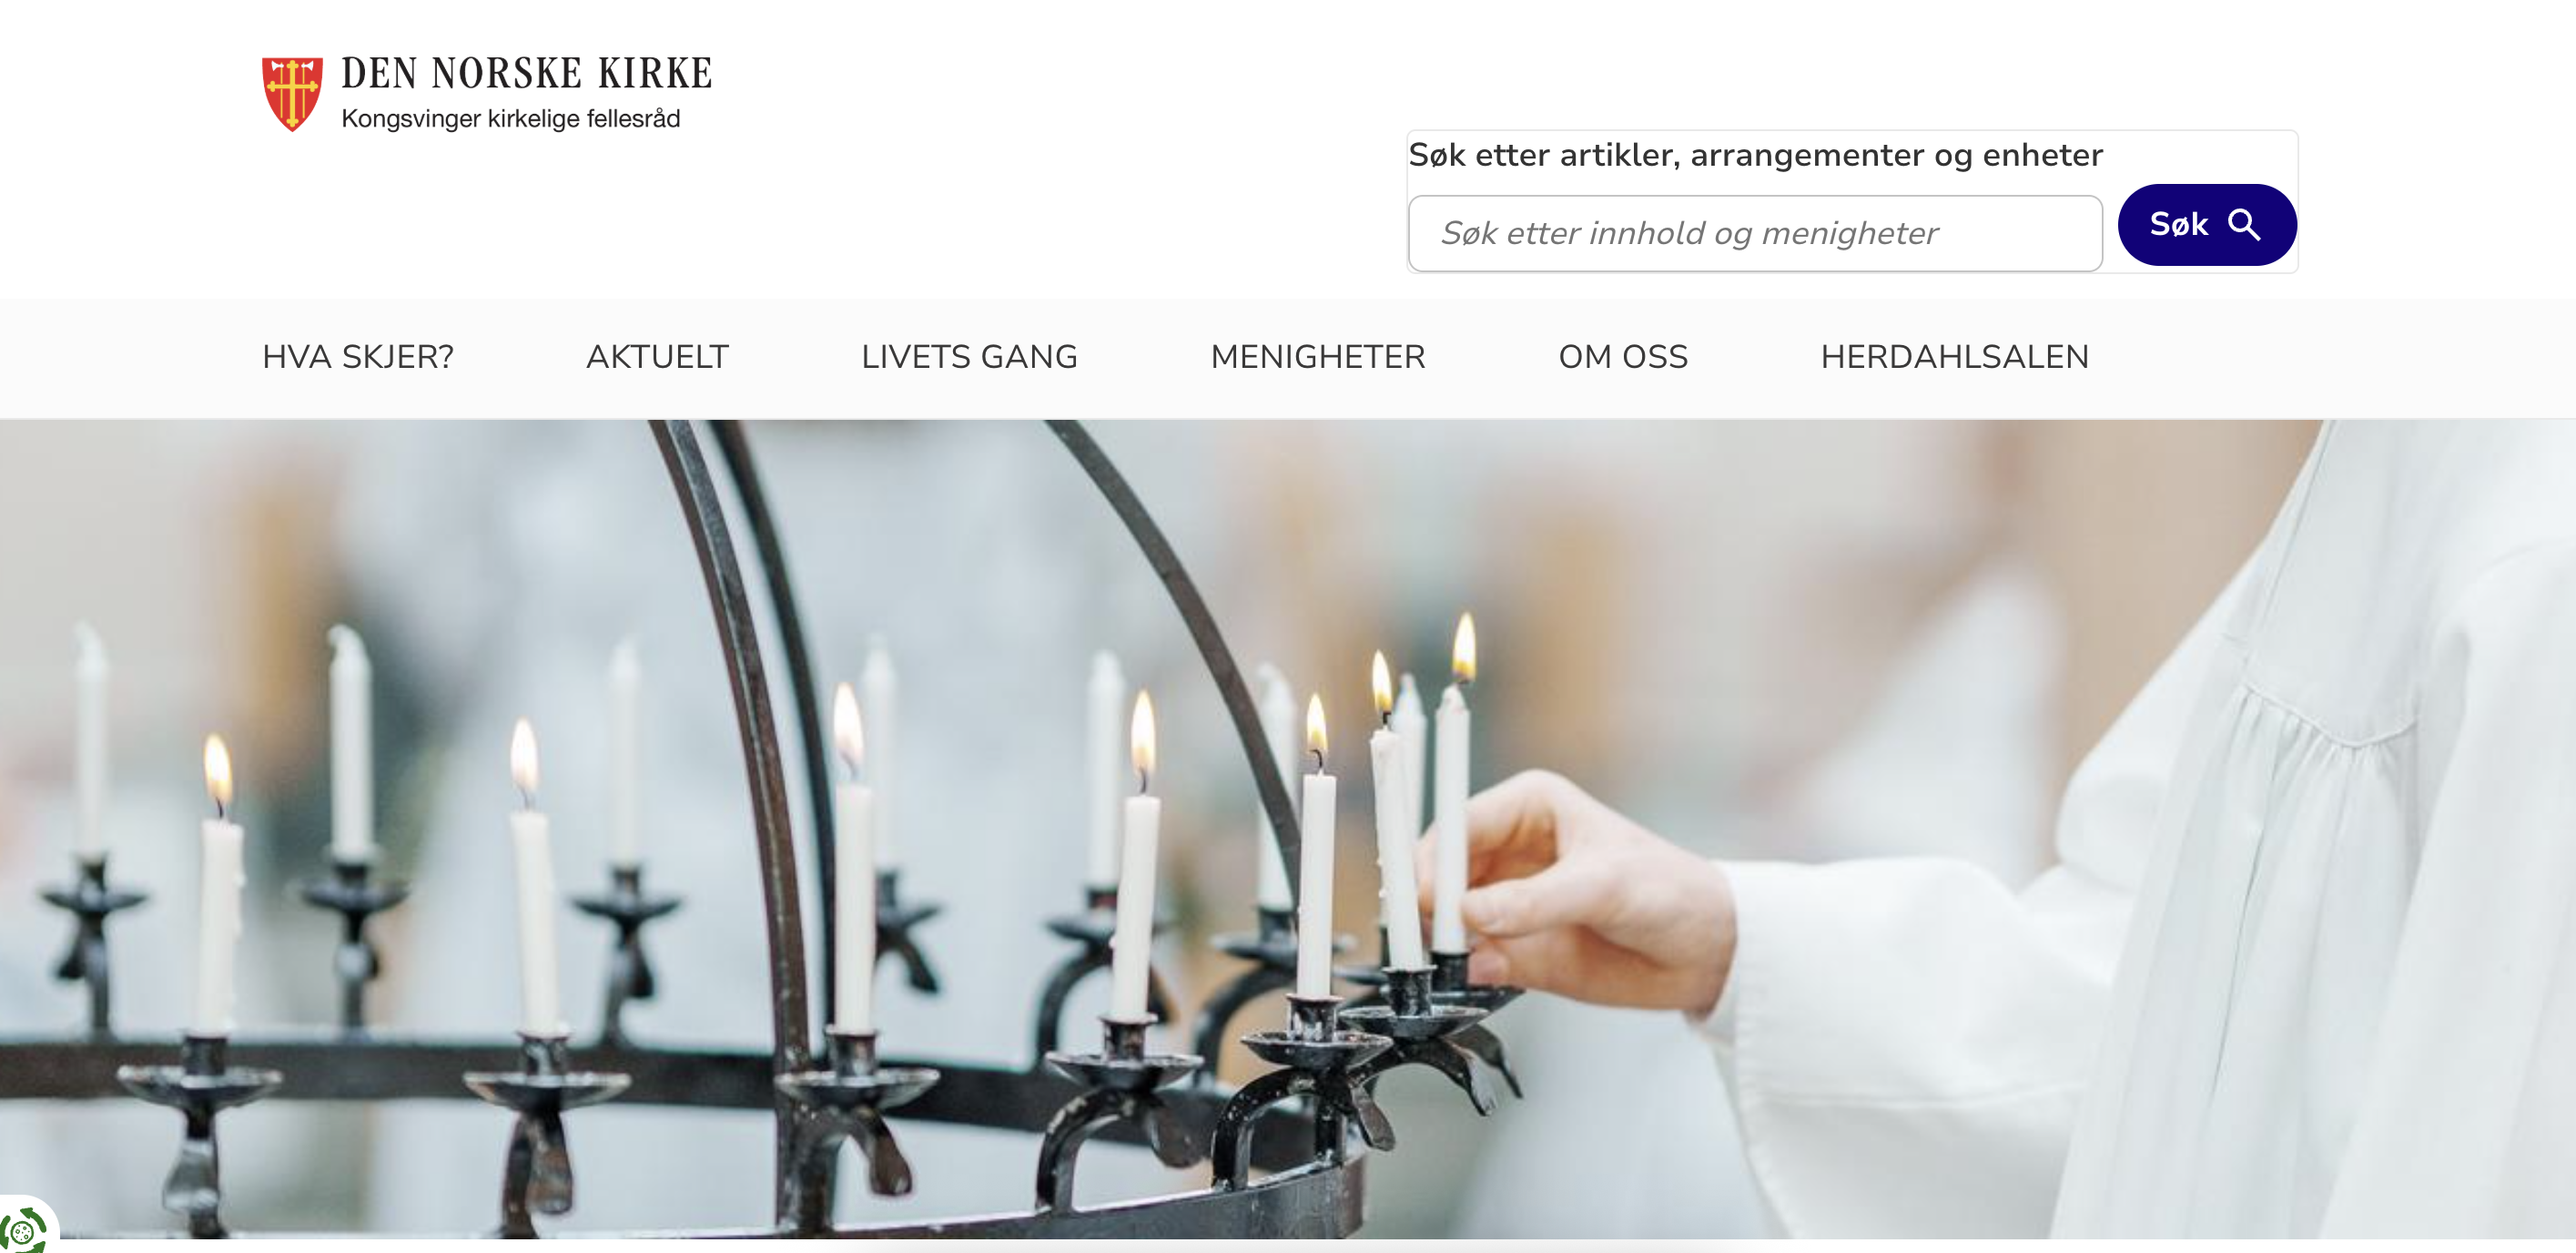 DEN NORSKE KIRKE
Kongsvinger kirkelige fellesråd
Søk etter artikler, arrangementer og enheter
Søk etter innhold og menigheter
Søk
HVA SKJER? AKTUELT LIVETS GANG MENIGHETER OM OSS HERDAHLSALEN